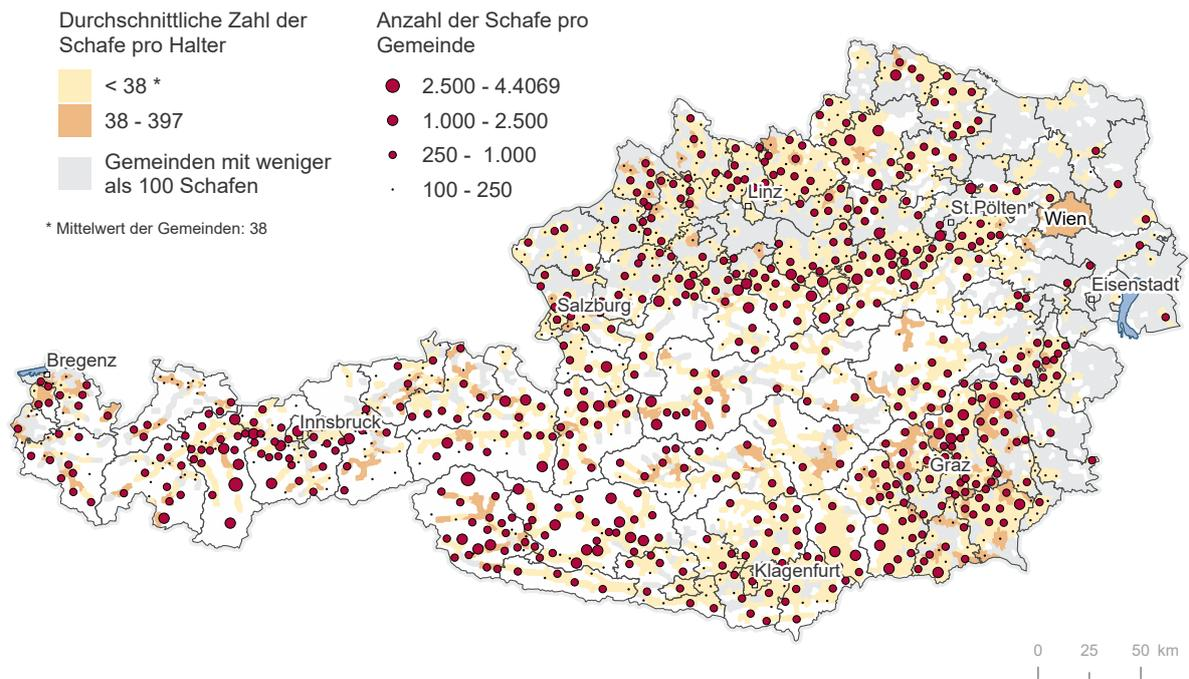 Durchschnittliche Zahl der
Schafe pro Halter
< 38 *
38 - 397
Gemeinden mit weniger
als 100 Schafen
* Mittelwert der Gemeinden: 38
Anzahl der Schafe pro
Gemeinde
2.500 - 4.4069
1.000 - 2.500
250 - 1.000
100 - 250
Linz
St.Pölten
Wien
Eisenstadt
Salzburg
Bregenz
Innsbruck
Graz
Klagenfurt
0 25 50 km